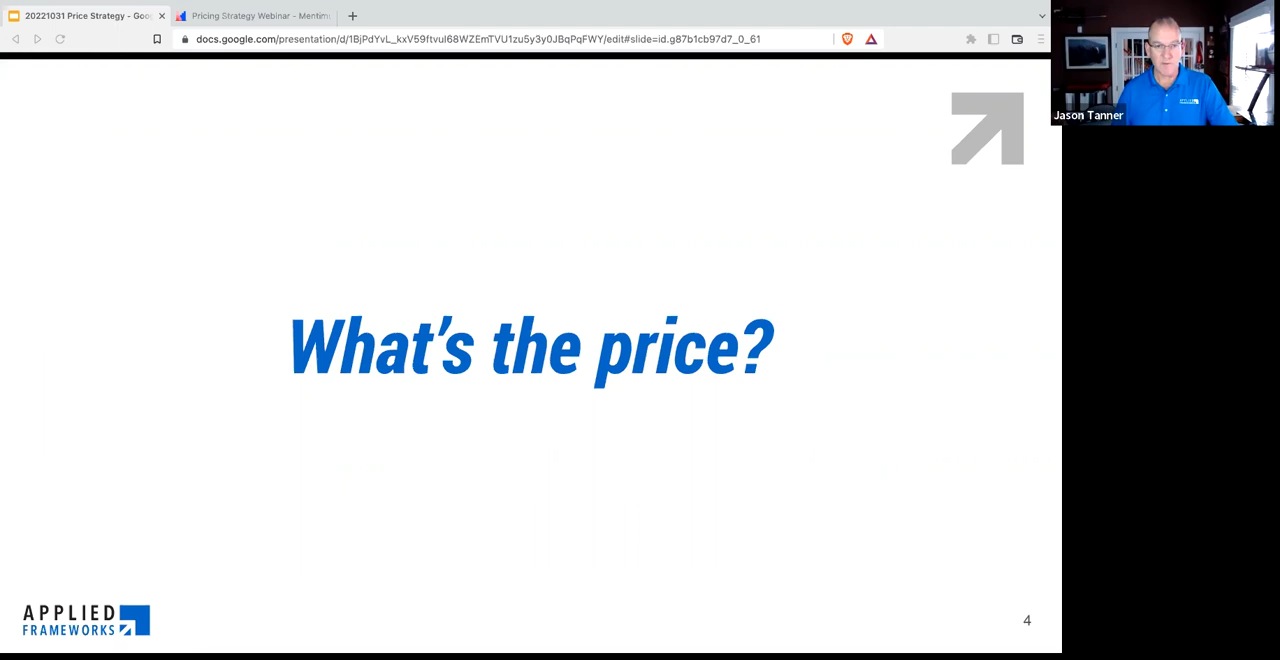 20221031 Price Strategy - Goo
Pricing Strategy Webinar - Mentim
docs.google.com/presentation/d/1BjPdYvL_kxV59ftvul68WZEmTVU1zu5y3y0JBqPqFWY/edit#slide=id.g87b1cb97d7_0_61
Jason Tanner
What's the price?
APPLIED
FRAMEWORKS
4